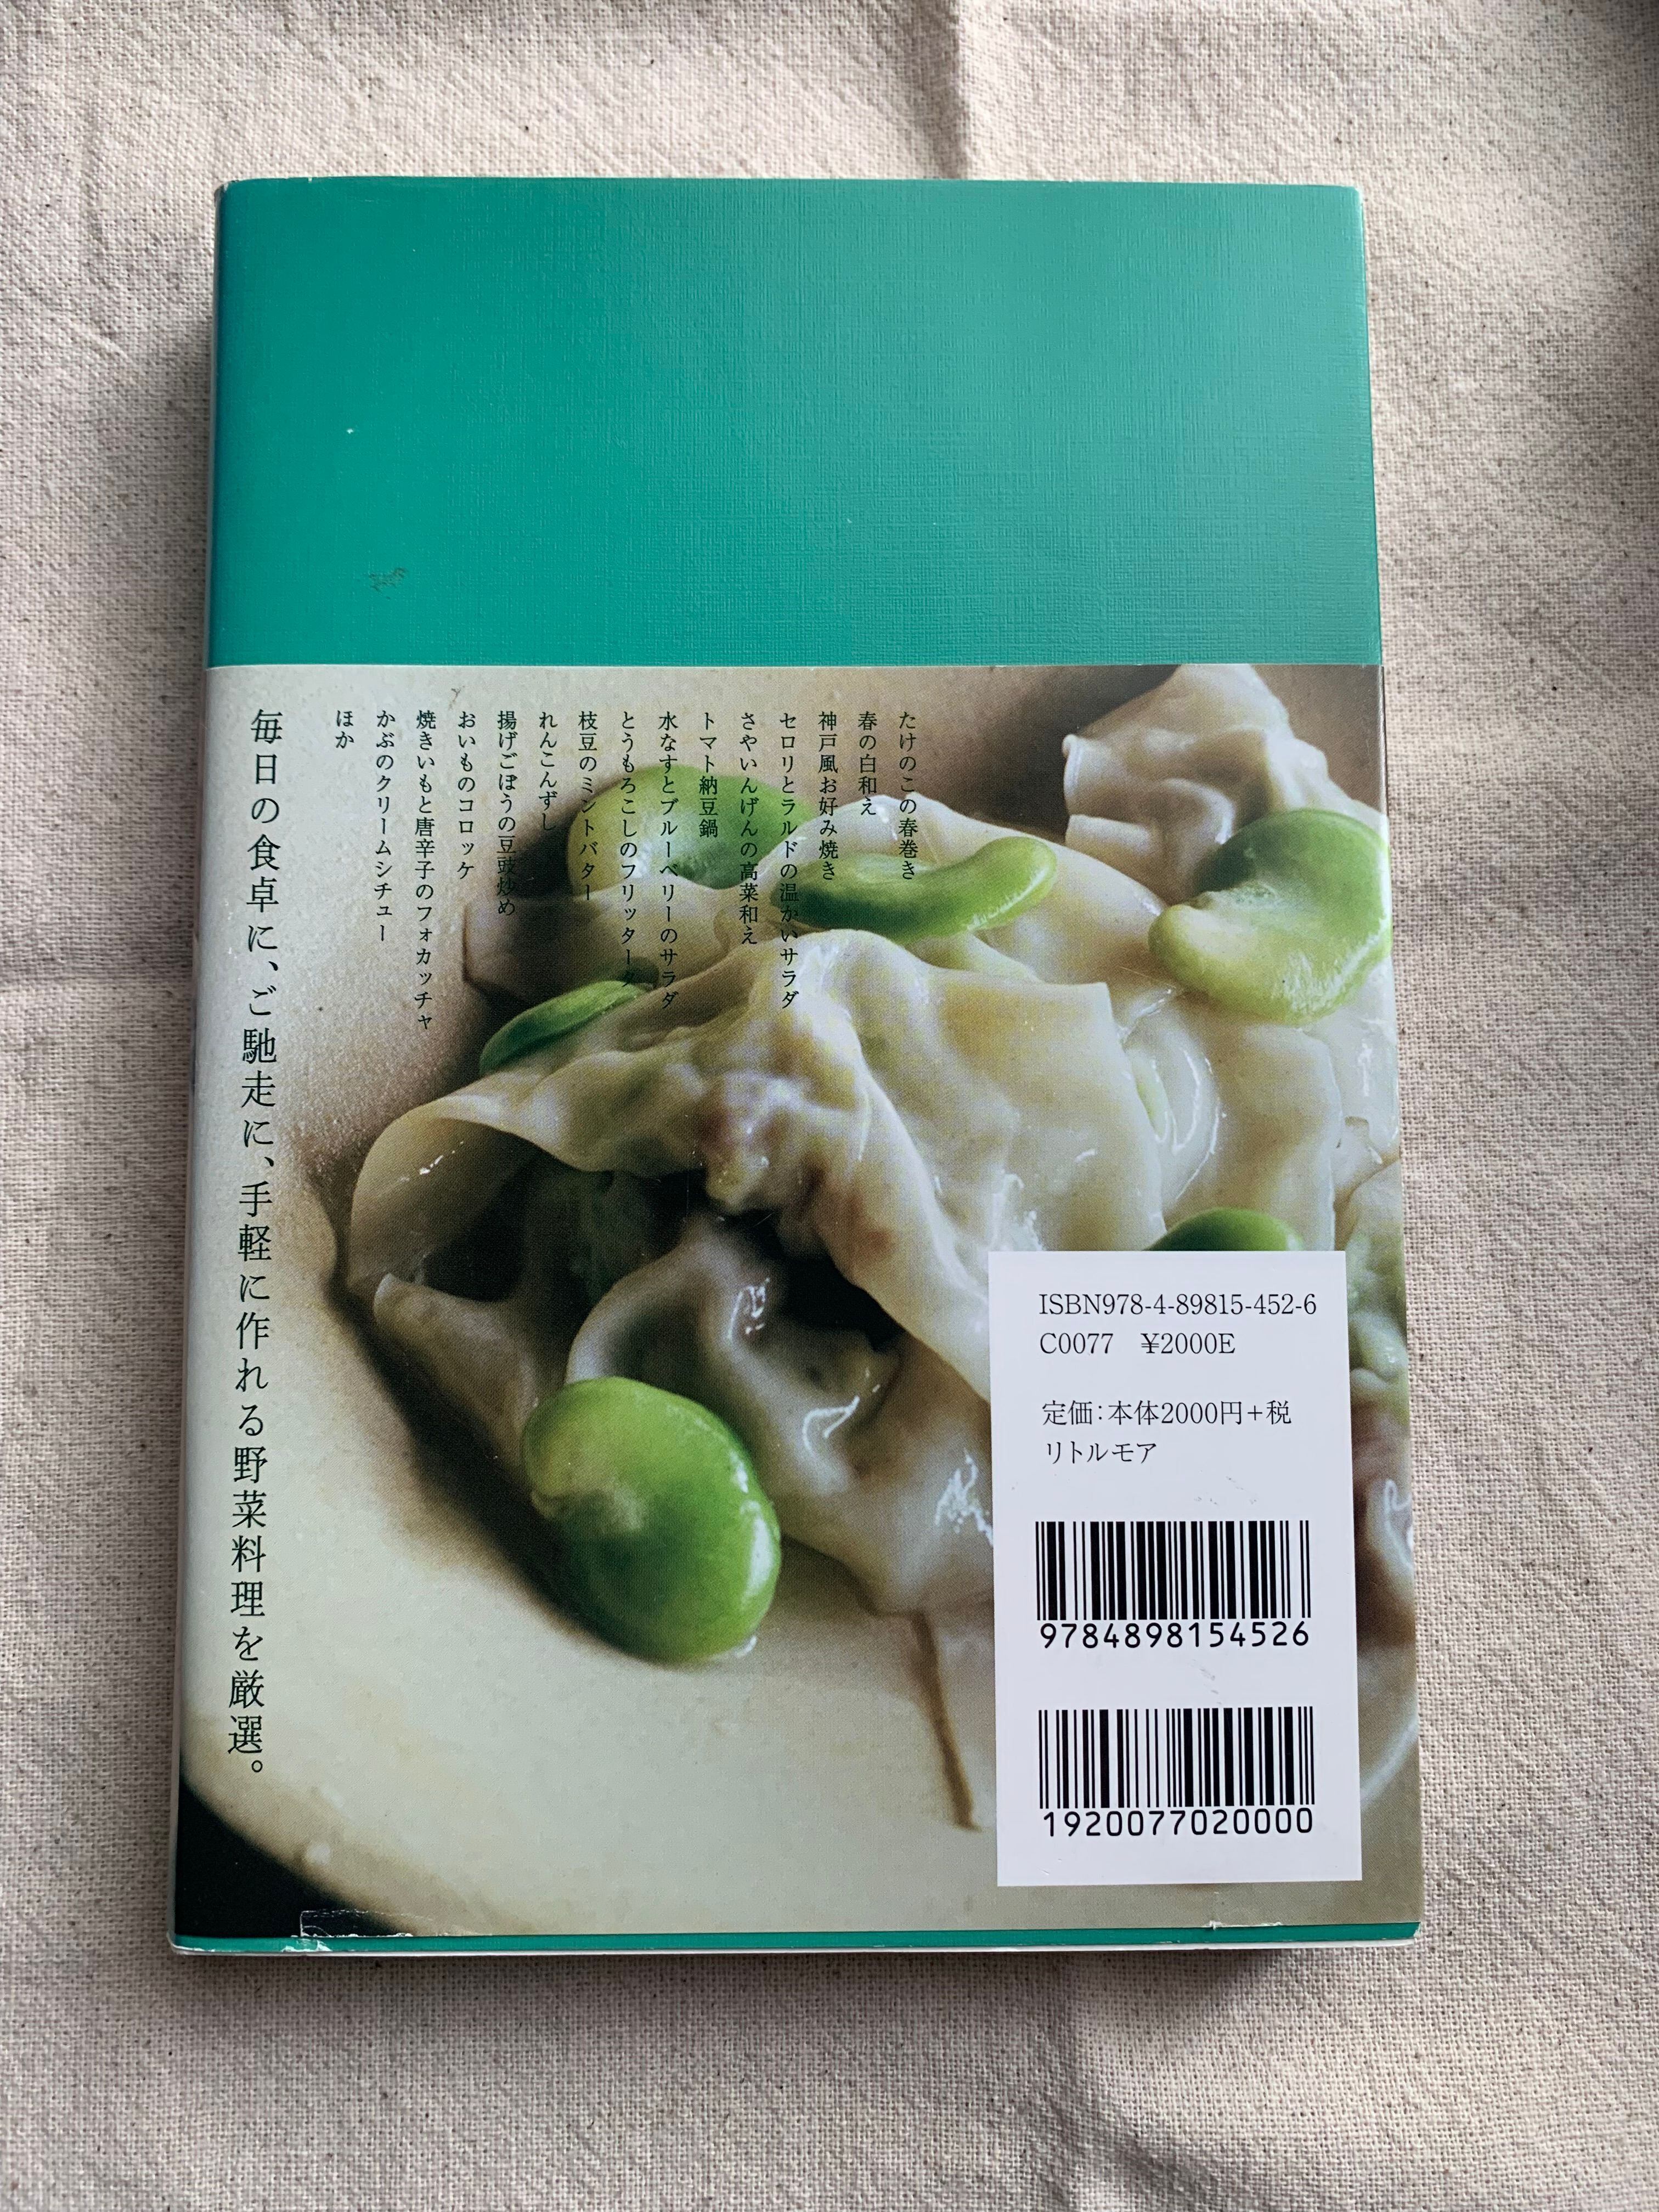 たけのこの春巻き
春の白和え
神戸風お好み焼き
セロリとラルドの温かいサラダ
さやいんげんの高菜和え
トマト納豆鍋
水なすとブルーベリーのサラダ
とうもろこしのフリッタータ
枝豆のミントバター
れんこんずし
揚げごぼうの豆豉炒め
おいものコロッケ
焼きいもと唐辛子のフォカッチャ
かぶのクリームシチュー
ほか
毎日の食卓に、ご馳走に、手軽に作れる野菜料理を厳選。
ISBN978-4-89815-452-6
C0077 ¥2000E
定価:本体2000円+税
リトルモア
9784898154526
1920077020000